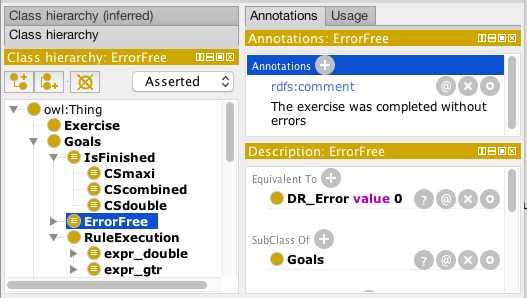 Class hierarchy (inferred)
Class hierarchy
Class hierarchy: ErrorFree
Asserted
owl:Thing
Exercise
Goals
IsFinished
CSmaxi
CScombined
CSdouble
ErrorFree
RuleExecution
expr_double
expr_gtr
Annotations Usage
Annotations: ErrorFree
Annotations
rdfs:comment
The exercise was completed without
errors
Description: ErrorFree
Equivalent To
DR_Error value 0
SubClass Of
Goals